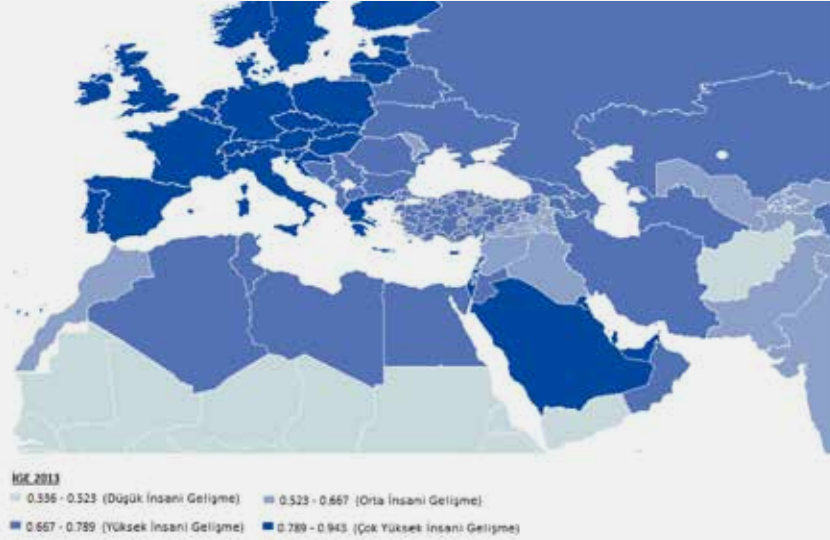 İGE 2013
0.336 - 0.523 (Düşük İnsani Gelişme) 0.523 - 0.667 (Orta İnsani Gelişme)
0.667 - 0.789 (Yüksek İnsani Gelişme) 0.789 - 0.943 (Çok Yüksek İnsani Gelişme)